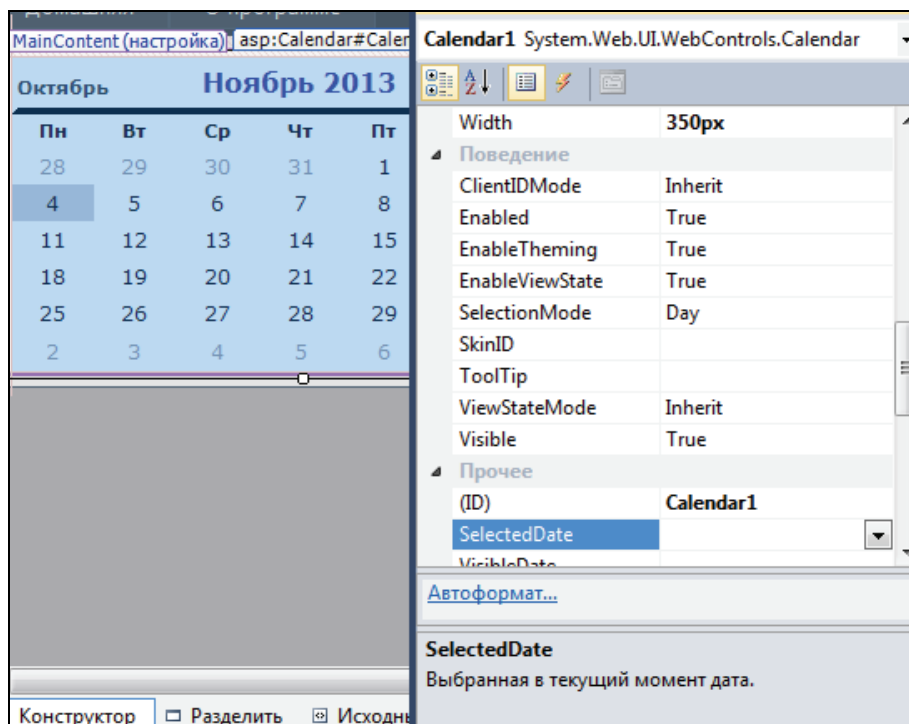 Домашняя О программе
MainContent (настройка) asp:Calendar#Calen
Октябрь Ноябрь 2013
Пн Вт Ср Чт Пт
28 29 30 31 1
4 5 6 7 8
11 12 13 14 15
18 19 20 21 22
25 26 27 28 29
2 3 4 5 6
Конструктор Разделить Исходн
Calendar1 System.Web.UI.WebControls.Calendar
Width 350px
Поведение
ClientIDMode Inherit
Enabled True
EnableTheming True
EnableViewState True
SelectionMode Day
SkinID
ToolTip
ViewStateMode Inherit
Visible True
Прочее
(ID) Calendar1
SelectedDate
VisibleDate
Автоформат...
SelectedDate
Выбранная в текущий момент дата.